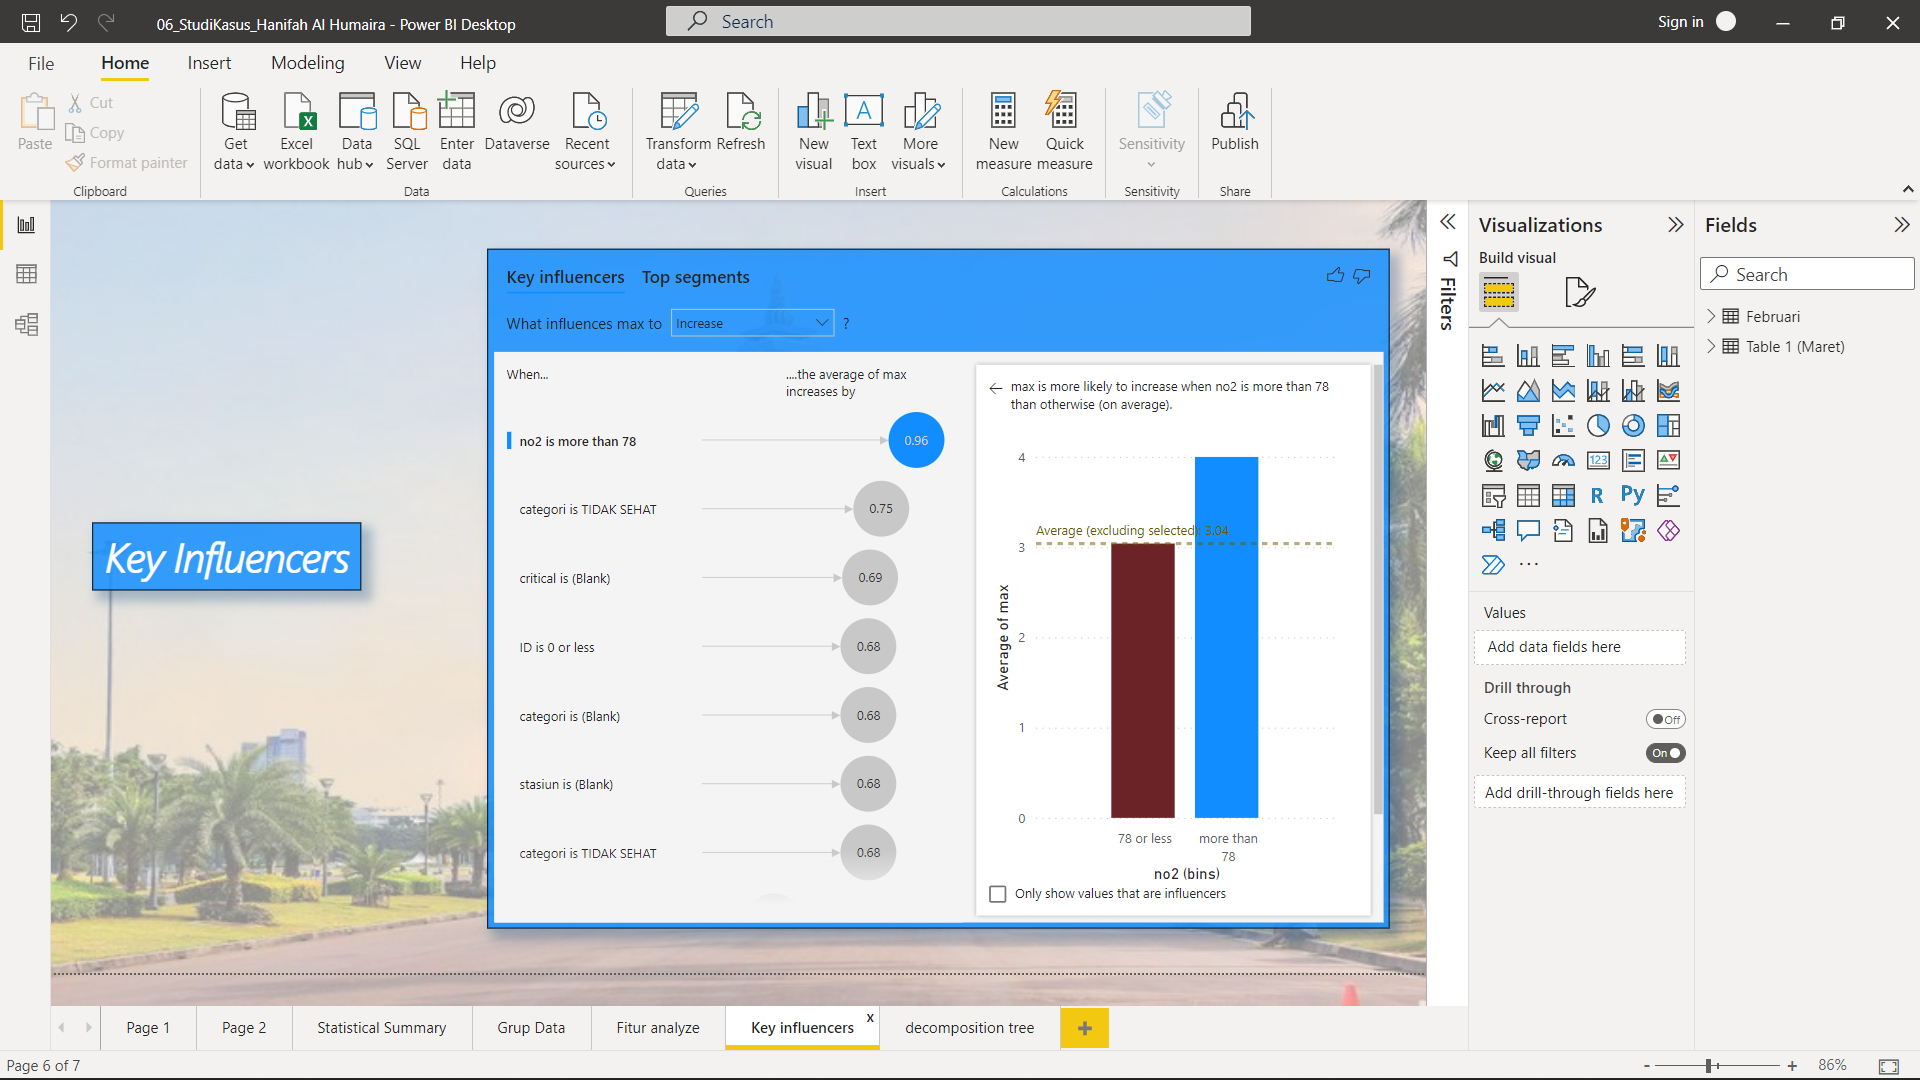 06_StudiKasus_Hanifah Al Humaira - Power BI Desktop
Search
Sign in
File
Home
Insert
Modeling
View
Help
Paste
Cut
Copy
Format painter
Clipboard
Get data
Excel workbook
Data hub
SQL Server
Enter data
Dataverse
Recent sources
Data
Transform data
Refresh
Queries
New visual
Text box
More visuals
Insert
New measure
Quick measure
Calculations
Sensitivity
Sensitivity
Publish
Share
Key Influencers
Key influencers
Top segments
What influences max to
Increase
?
When...
....the average of max
increases by
no2 is more than 78
0.96
categori is TIDAK SEHAT
0.75
critical is (Blank)
0.69
ID is 0 or less
0.68
categori is (Blank)
0.68
stasiun is (Blank)
0.68
categori is TIDAK SEHAT
0.68
max is more likely to increase when no2 is more than 78
than otherwise (on average).
Average of max
4
3
2
1
0
Average (excluding selected): 3.04
78 or less
more than
78
no2 (bins)
Only show values that are influencers
Filters
Visualizations
Build visual
123
R
Py
...
Values
Add data fields here
Drill through
Cross-report
Off
Keep all filters
On
Add drill-through fields here
Fields
Search
Februari
Table 1 (Maret)
Page 1
Page 2
Statistical Summary
Grup Data
Fitur analyze
Key influencers
x
decomposition tree
+
Page 6 of 7
-
+
86%